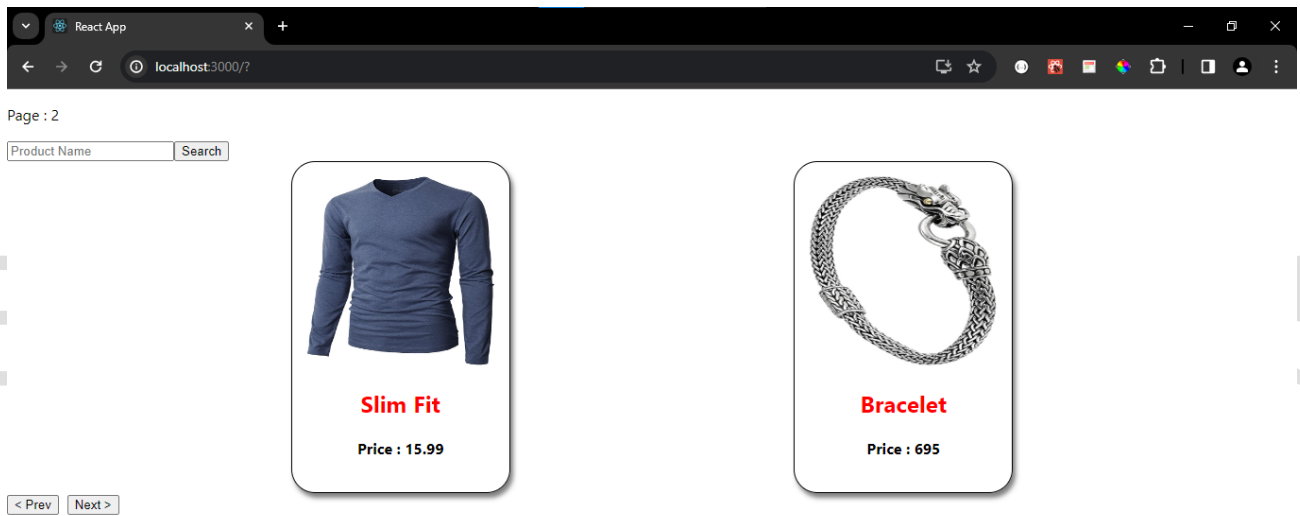 React App
localhost:3000/?
Page : 2
Product Name Search
Slim Fit
Price : 15.99
Bracelet
Price : 695
< Prev Next >